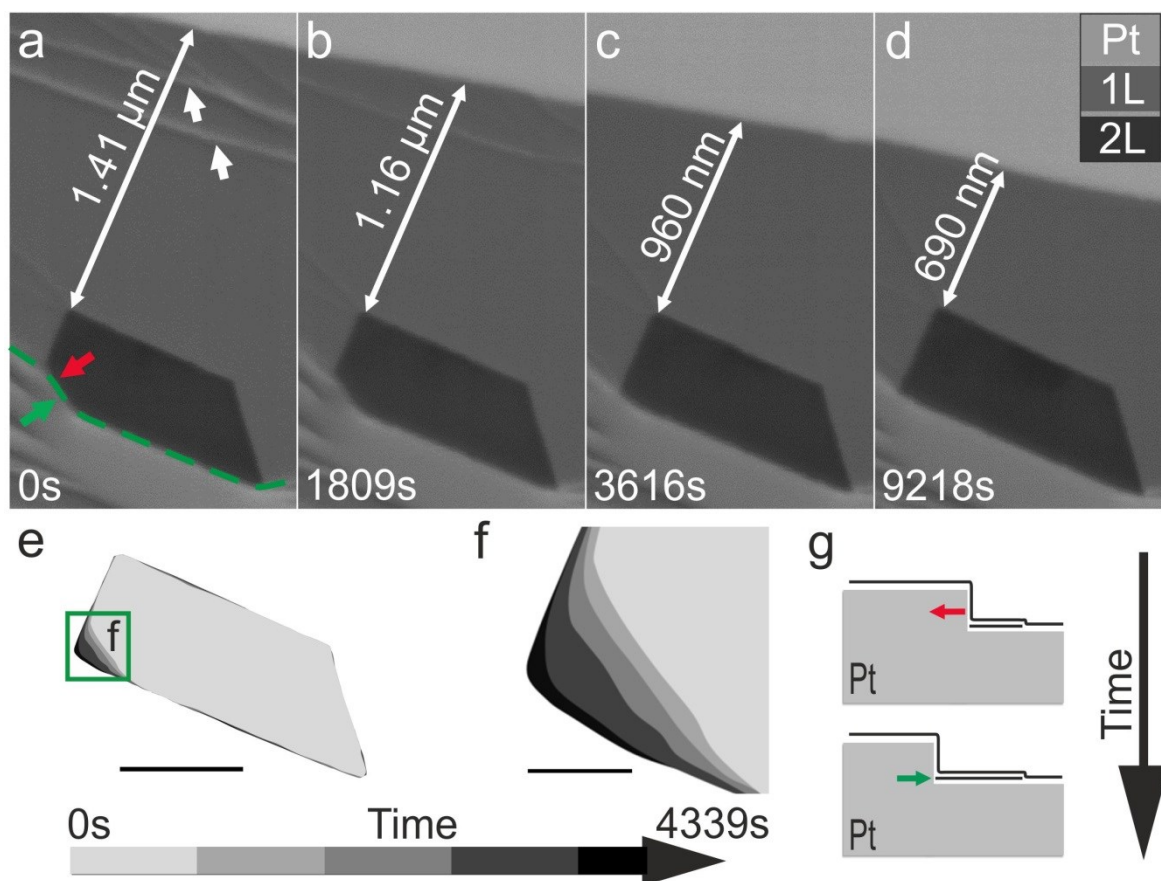 a
b
c
d
Pt
1L
2L
1.41 µm
1.16 µm
960 nm
690 nm
0s
1809s
3616s
9218s
e
f
g
f
Pt
Pt
Time
0s
Time
4339s